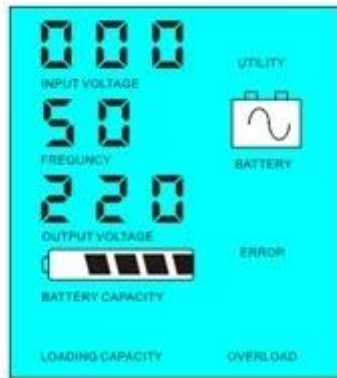 000
INPUT VOLTAGE
UTILITY
50
FREQUNCY
BATTERY
220
OUTPUT VOLTAGE
ERROR
BATTERY CAPACITY
LOADING CAPACITY
OVERLOAD